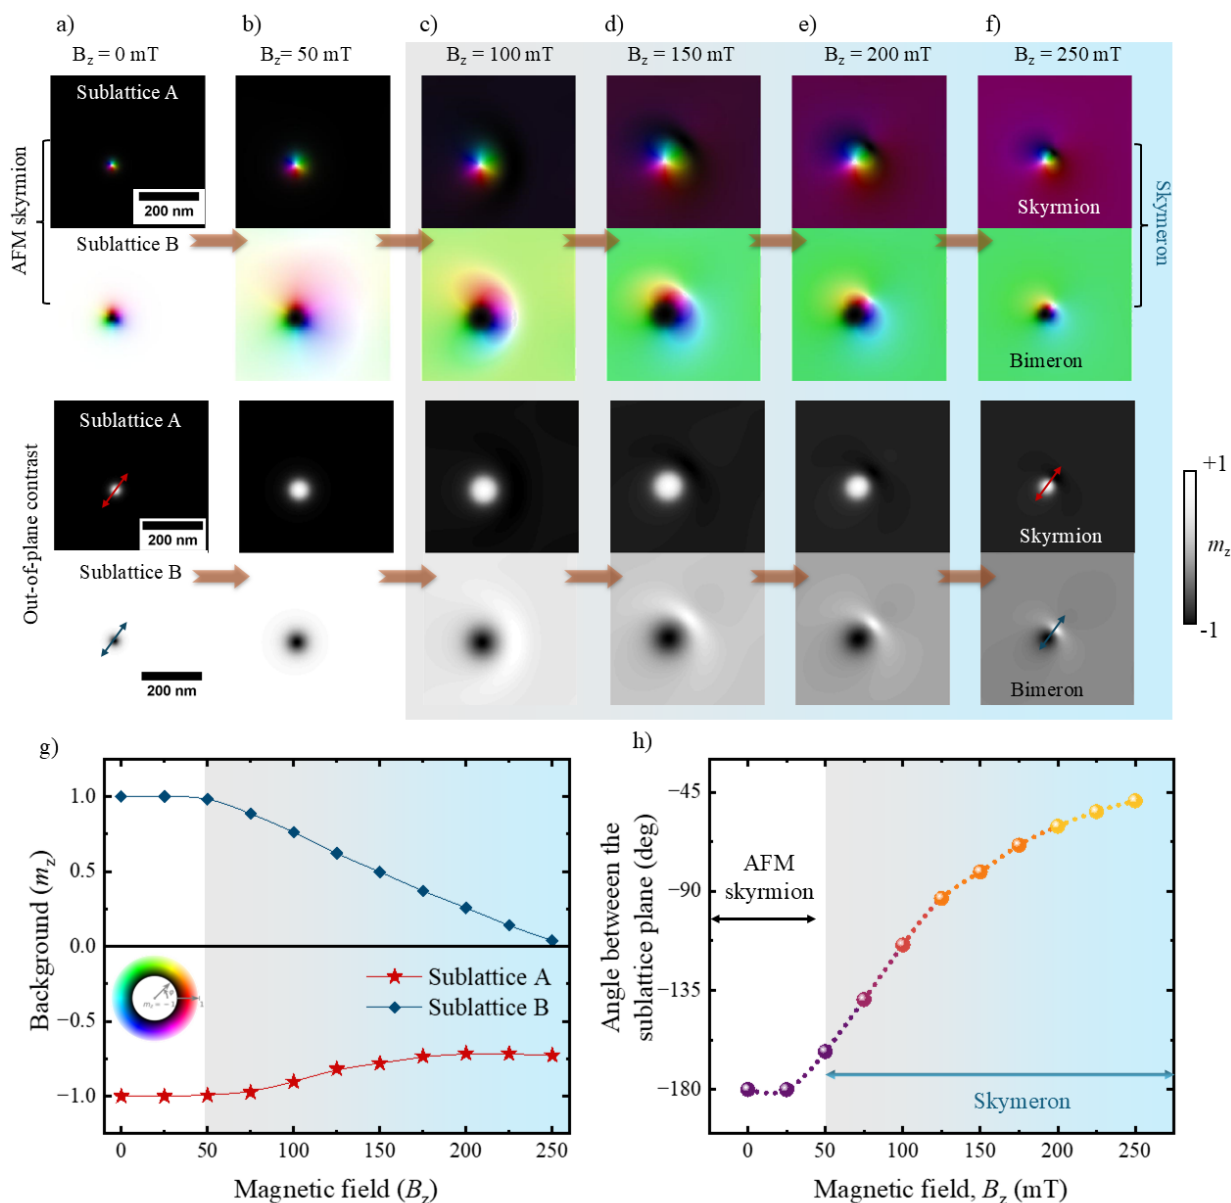 a)
b)
c)
d)
e)
f)
B_z = 0 mT
B_z= 50 mT
B_z = 100 mT
B_z = 150 mT
B_z = 200 mT
B_z = 250 mT
AFM skyrmion
Sublattice A
200 nm
Skyrmion
Skymeron
Sublattice B
Bimeron
Out-of-plane contrast
Sublattice A
200 nm
Skyrmion
Sublattice B
200 nm
Bimeron
+1
m_z
-1
g)
Background (m_z)
1.0
0.5
0.0
−0.5
−1.0
m_z = −1
φ
1
Sublattice A
Sublattice B
0
50
100
150
200
250
Magnetic field (B_z)
h)
Angle betweeen the
sublattice plane (deg)
−45
−90
−135
−180
AFM
skyrmion
Skymeron
0
50
100
150
200
250
Magnetic field, B_z (mT)